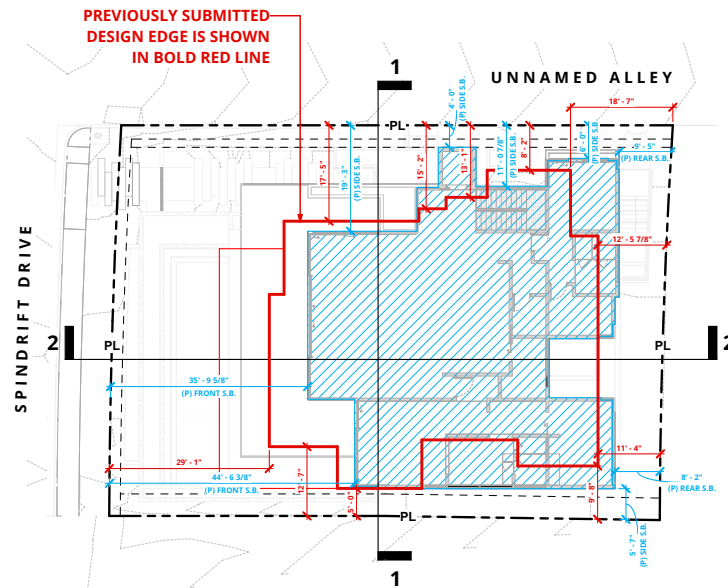 PREVIOUSLY SUBMITTED
DESIGN EDGE IS SHOWN
IN BOLD RED LINE
1
UNNAMED ALLEY
18' - 7"
PL
4' - 0"
(P) SIDE S.B.
17' - 5"
19' - 3"
(P) SIDE S.B.
15' - 2"
13' - 1"
11' - 0 7/8"
(P) SIDE S.B.
8' - 2"
6' - 0"
(P) SIDE S.B.
9' - 5"
(P) REAR S.B.
12' - 5 7/8"
SPINDRIFT DRIVE
2
PL
PL
2
35' - 9 5/8"
(P) FRONT S.B.
29' - 1"
44' - 6 3/8"
(P) FRONT S.B.
12' - 7"
5' - 0"
11' - 4"
8' - 2"
(P) REAR S.B.
9' - 8"
5' - 7"
(P) SIDE S.B.
PL
1